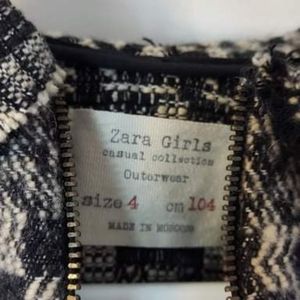 Zara Girls
casual collection
Outerwear
size 4 cm 104
MADE IN MOROCCO